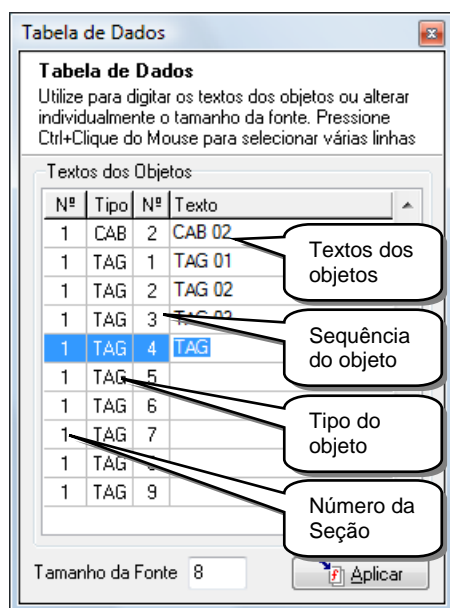 Tabela de Dados
Tabela de Dados
Utilize para digitar os textos dos objetos ou alterar
individualmente o tamanho da fonte. Pressione
Ctrl+Clique do Mouse para selecionar várias linhas
Textos dos Objetos
Nº Tipo Nº Texto
1 CAB 2 CAB 02
1 TAG 1 TAG 01
1 TAG 2 TAG 02
1 TAG 3 TAG 03
1 TAG 4 TAG
1 TAG 5
1 TAG 6
1 TAG 7
1 TAG
1 TAG 9
Textos dos
objetos
Sequência
do objeto
Tipo do
objeto
Número da
Seção
Tamanho da Fonte 8
Aplicar